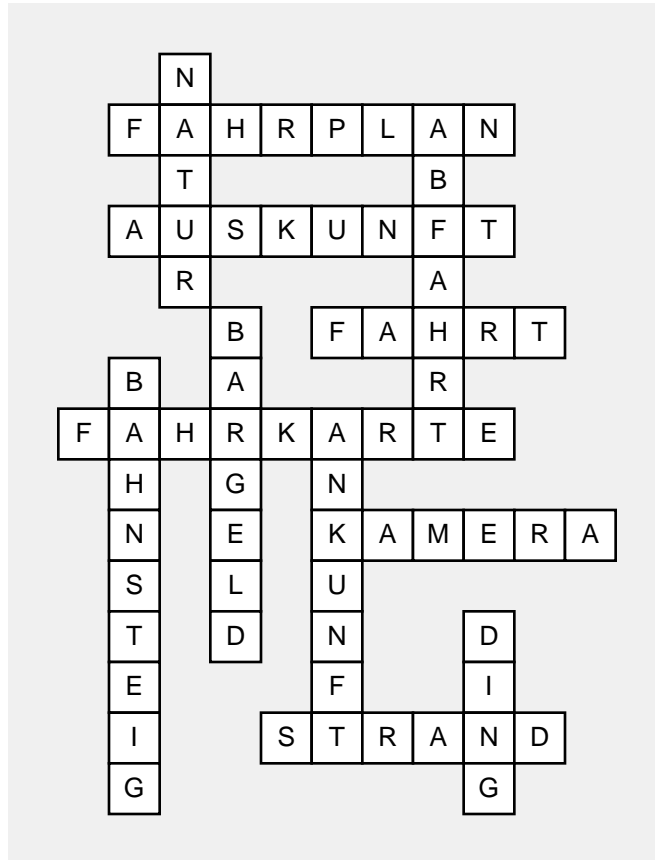 N
FAHRPLAN
T B
AUSKUNFT
R A
B FAHRT
B A R
FAHRKARTE
H G N
N E KAMERA
S L U
T D N D
E F I
I STRAND
G G